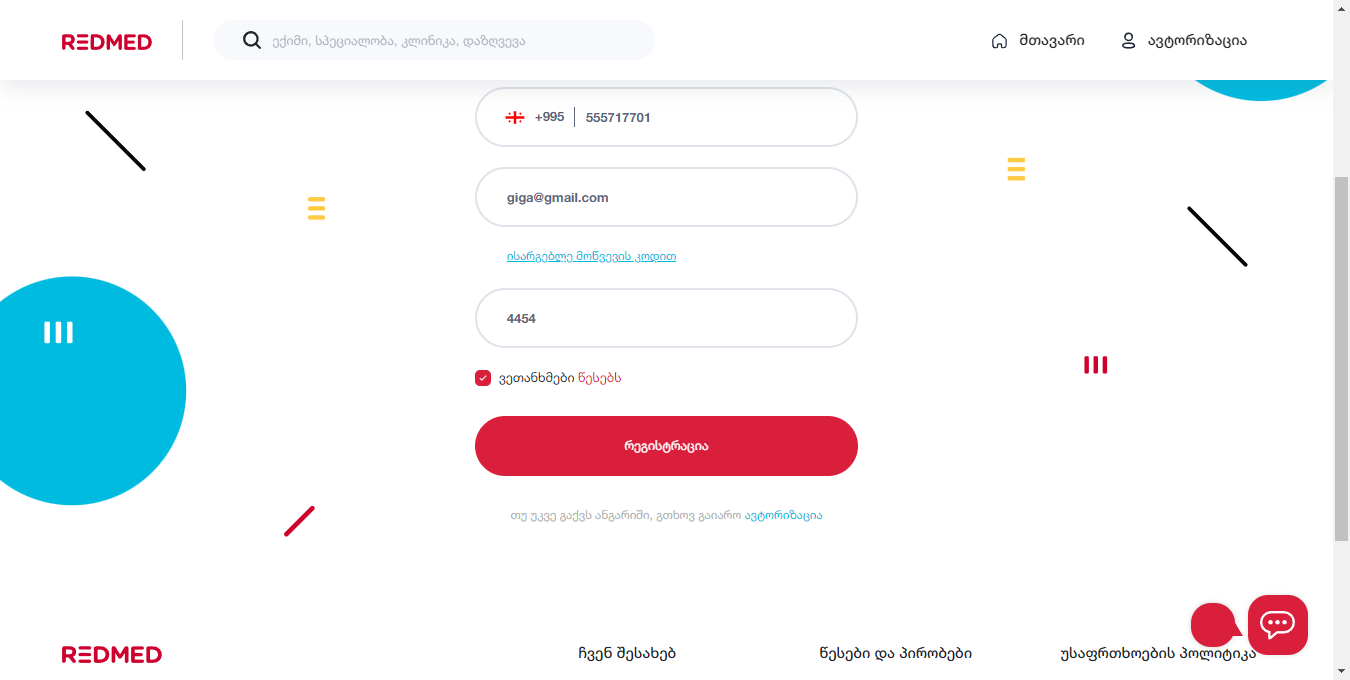 REDMED
ექიმი, სპეციალობა, კლინიკა, დაზღვევა
მთავარი
ავტორიზაცია
+995 555717701
giga@gmail.com
ისარგებლე მოწვევის კოდით
4454
ვეთანხმები წესებს
რეგისტრაცია
თუ უკვე გაქვს ანგარიში, გთხოვ გაიარო ავტორიზაცია
REDMED
ჩვენ შესახებ
წესები და პირობები
უსაფრთხოების პოლიტიკა